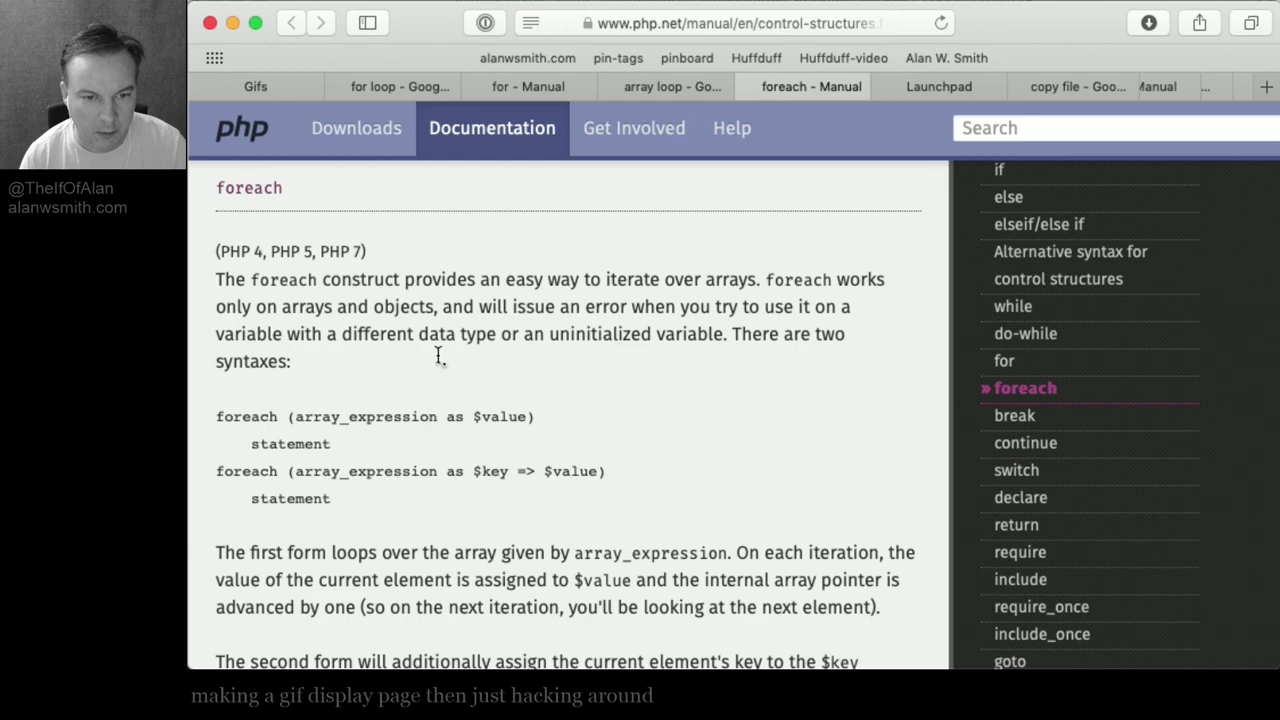 www.php.net/manual/en/control-structures.f
alanwsmith.com pin-tags pinboard Huffduff Huffduff-video Alan W. Smith
Gifs for loop - Goog... for - Manual array loop - Go... foreach - Manual Launchpad copy file - Goo... Manual ...
php Downloads Documentation Get Involved Help Search
@TheIfOfAlan
alanwsmith.com
foreach
(PHP 4, PHP 5, PHP 7)
The foreach construct provides an easy way to iterate over arrays. foreach works
only on arrays and objects, and will issue an error when you try to use it on a
variable with a different data type or an uninitialized variable. There are two
syntaxes:
foreach (array_expression as $value)
statement
foreach (array_expression as $key => $value)
statement
The first form loops over the array given by array_expression. On each iteration, the
value of the current element is assigned to $value and the internal array pointer is
advanced by one (so on the next iteration, you'll be looking at the next element).
The second form will additionally assign the current element's key to the $key
if
else
elseif/else if
Alternative syntax for
control structures
while
do-while
for
» foreach
break
continue
switch
declare
return
require
include
require_once
include_once
goto
making a gif display page then just hacking around